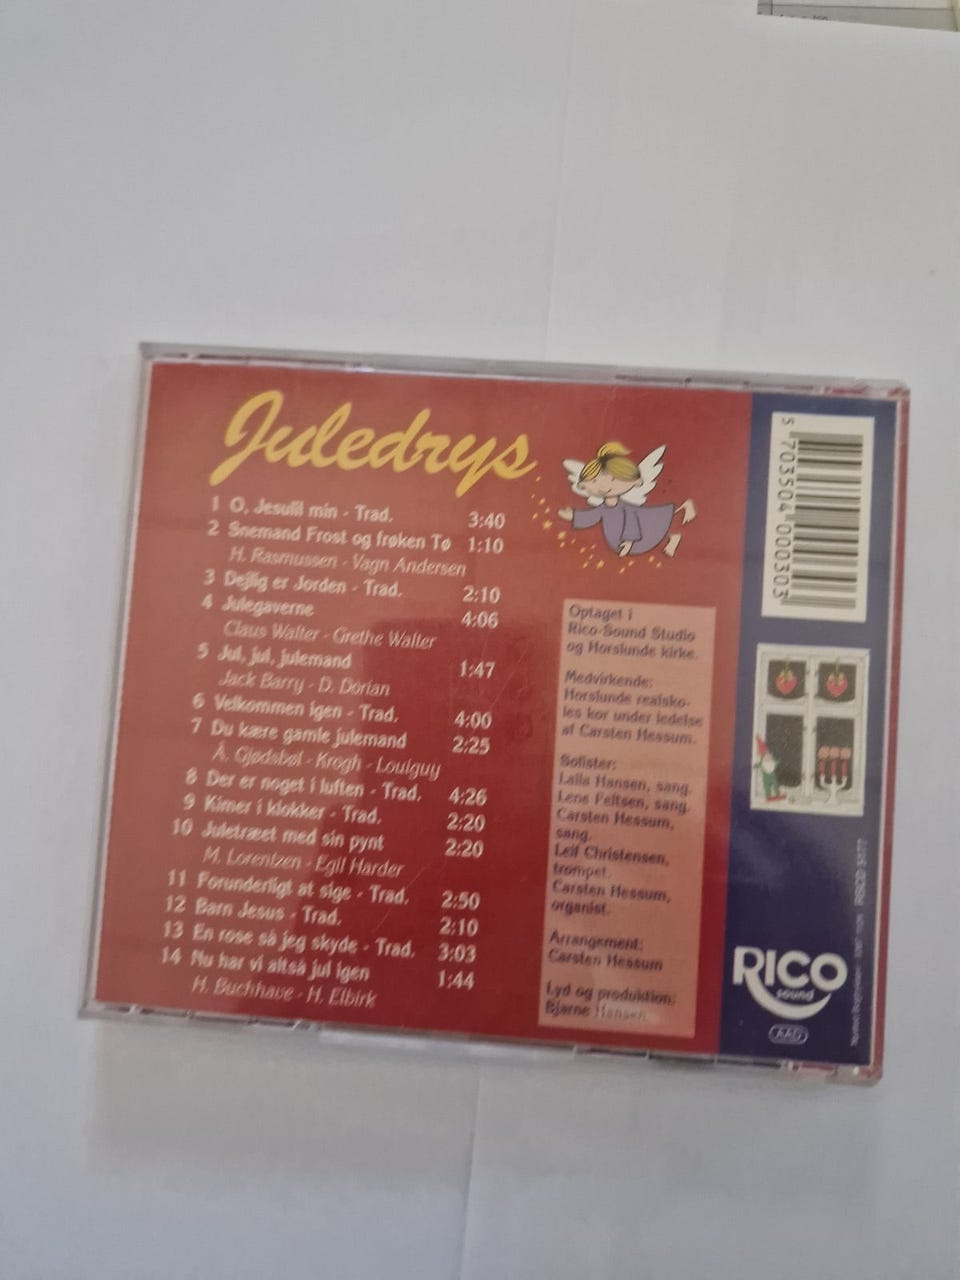 Juledrys
1 O, Jesulil min - Trad. 3:40
2 Snemand Frost og frøken Tø 1:10
H. Rasmussen - Vagn Andersen
3 Dejlig er Jorden - Trad. 2:10
4 Julegaverne 4:06
Claus Walter - Grethe Walter
5 Jul, jul, julemand 1:47
Jack Barry - D. Dorian
6 Velkommen igen - Trad. 4:00
7 Du kære gamle julemand 2:25
Å. Gjødsbøl - Krogh - Louiguy
8 Der er noget i luften - Trad. 4:26
9 Kimer i klokker - Trad. 2:20
10 Juletræet med sin pynt 2:20
M. Lorentzen - Egil Harder
11 Forunderligt at sige - Trad. 2:50
12 Barn Jesus - Trad. 2:10
13 En rose så jeg skyde - Trad. 3:03
14 Nu har vi altså jul igen 1:44
H. Buchhave - H. Elbirk
Optaget i
Rico-Sound Studio
og Horslunde kirke.
Medvirkende:
Horslunde realsko-
les kor under ledelse
af Carsten Hessum.
Solister:
Laila Hansen, sang.
Lene Feltsen, sang.
Carsten Hessum,
sang.
Leif Christensen,
trompet.
Carsten Hessum,
organist.
Arrangement:
Carsten Hessum
Lyd og produktion:
Bjarne Hansen.
5 703504 000303
RICO
sound
AAD